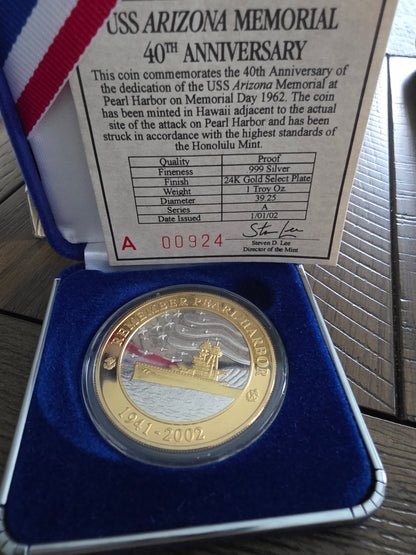 USS ARIZONA MEMORIAL
40TH ANNIVERSARY
This coin commemorates the 40th Anniversary of
the dedication of the USS Arizona Memorial at
Pearl Harbor on Memorial Day 1962. The coin
has been minted in Hawaii adjacent to the actual
site of the attack on Pearl Harbor and has been
struck in accordance with the highest standards of
the Honolulu Mint.
Quality Proof
Fineness 999 Silver
Finish 24K Gold Select Plate
Weight 1 Troy Oz.
Diameter 39.25
Series A
Date Issued 1/01/02
A 00924
Steven D. Lee
Director of the Mint
REMEMBER PEARL HARBOR
1941-2002